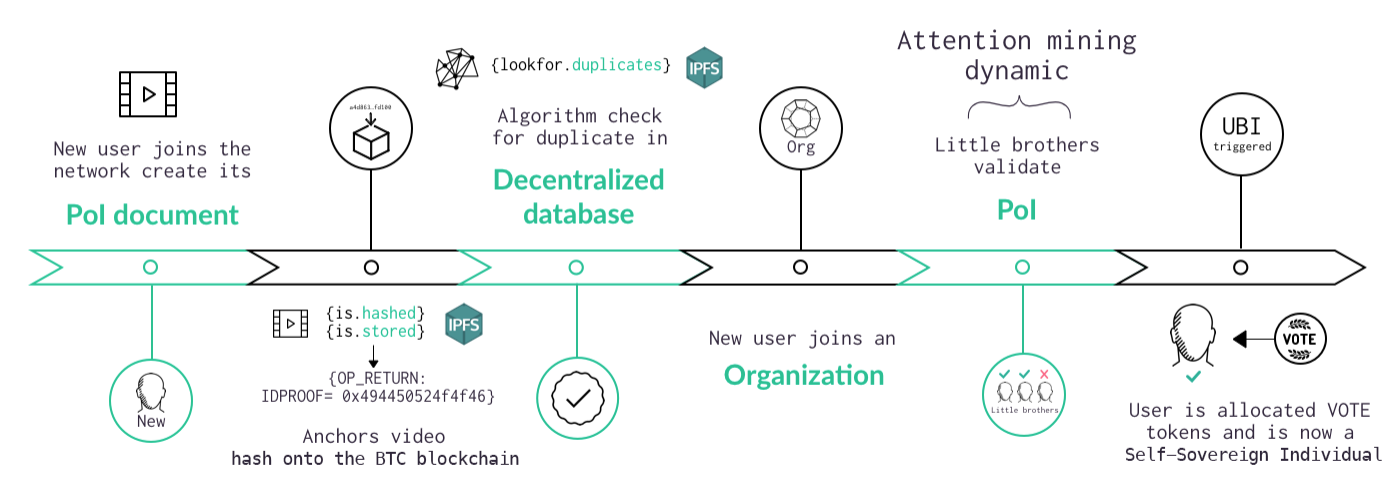 New user joins the
network create its
PoI document
New
a4d863…fd100
{is.hashed}
{is.stored}
IPFS
{OP_RETURN:
IDPROOF= 0x494450524f4f46}
Anchors video
hash onto the BTC blockchain
{lookfor.duplicates}
IPFS
Algorithm check
for duplicate in
Decentralized
database
Org
New user joins an
Organization
Attention mining
dynamic
Little brothers
validate
PoI
Little brothers
UBI
triggered
VOTE
User is allocated VOTE
tokens and is now a
Self-Sovereign Individual